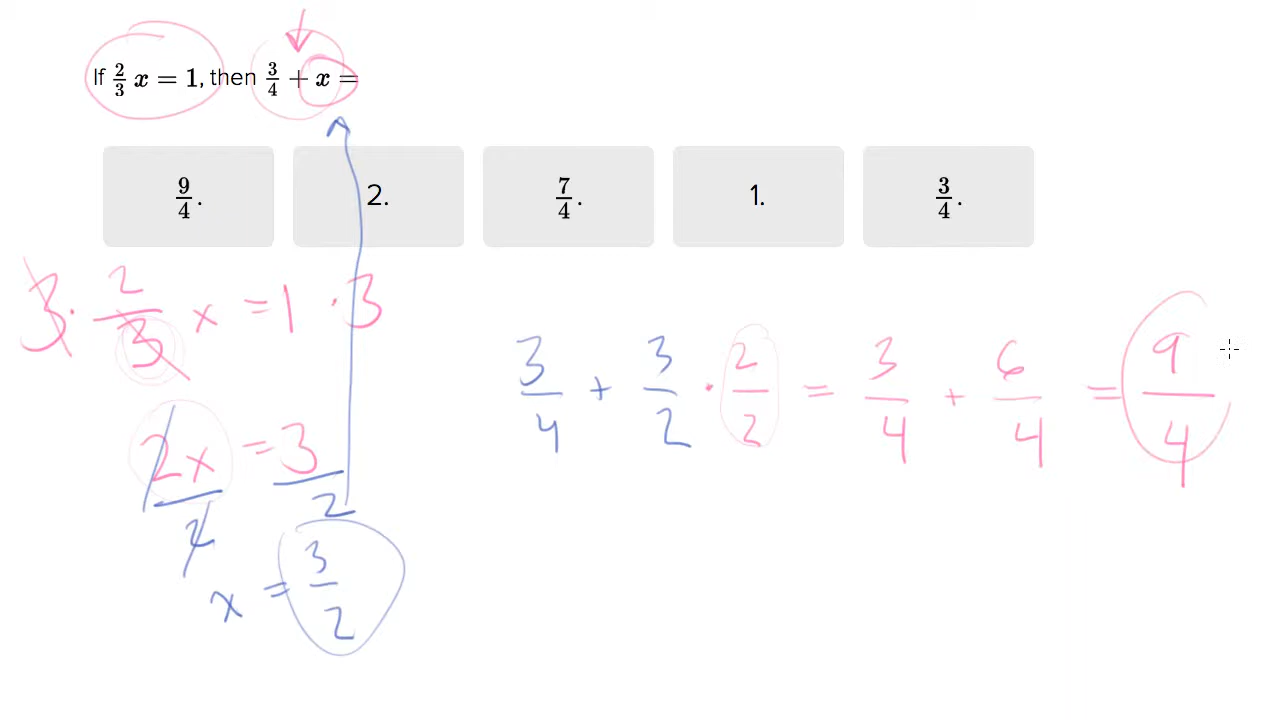 If 2/3 x = 1, then 3/4 + x =
9/4. 2. 7/4. 1. 3/4.
3 · 2/3 x = 1 · 3
3/4 + 3/2 · 2/2 = 3/4 + 6/4 = 9/4
2x/2 = 3/2
x = 3/2